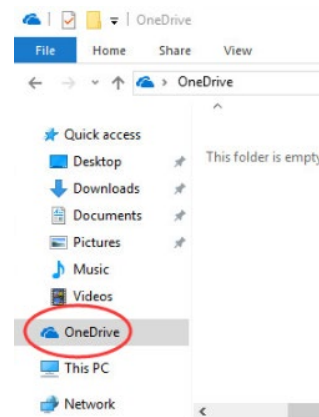 OneDrive
File Home Share View
OneDrive
Quick access
Desktop
This folder is empty
Downloads
Documents
Pictures
Music
Videos
OneDrive
This PC
Network